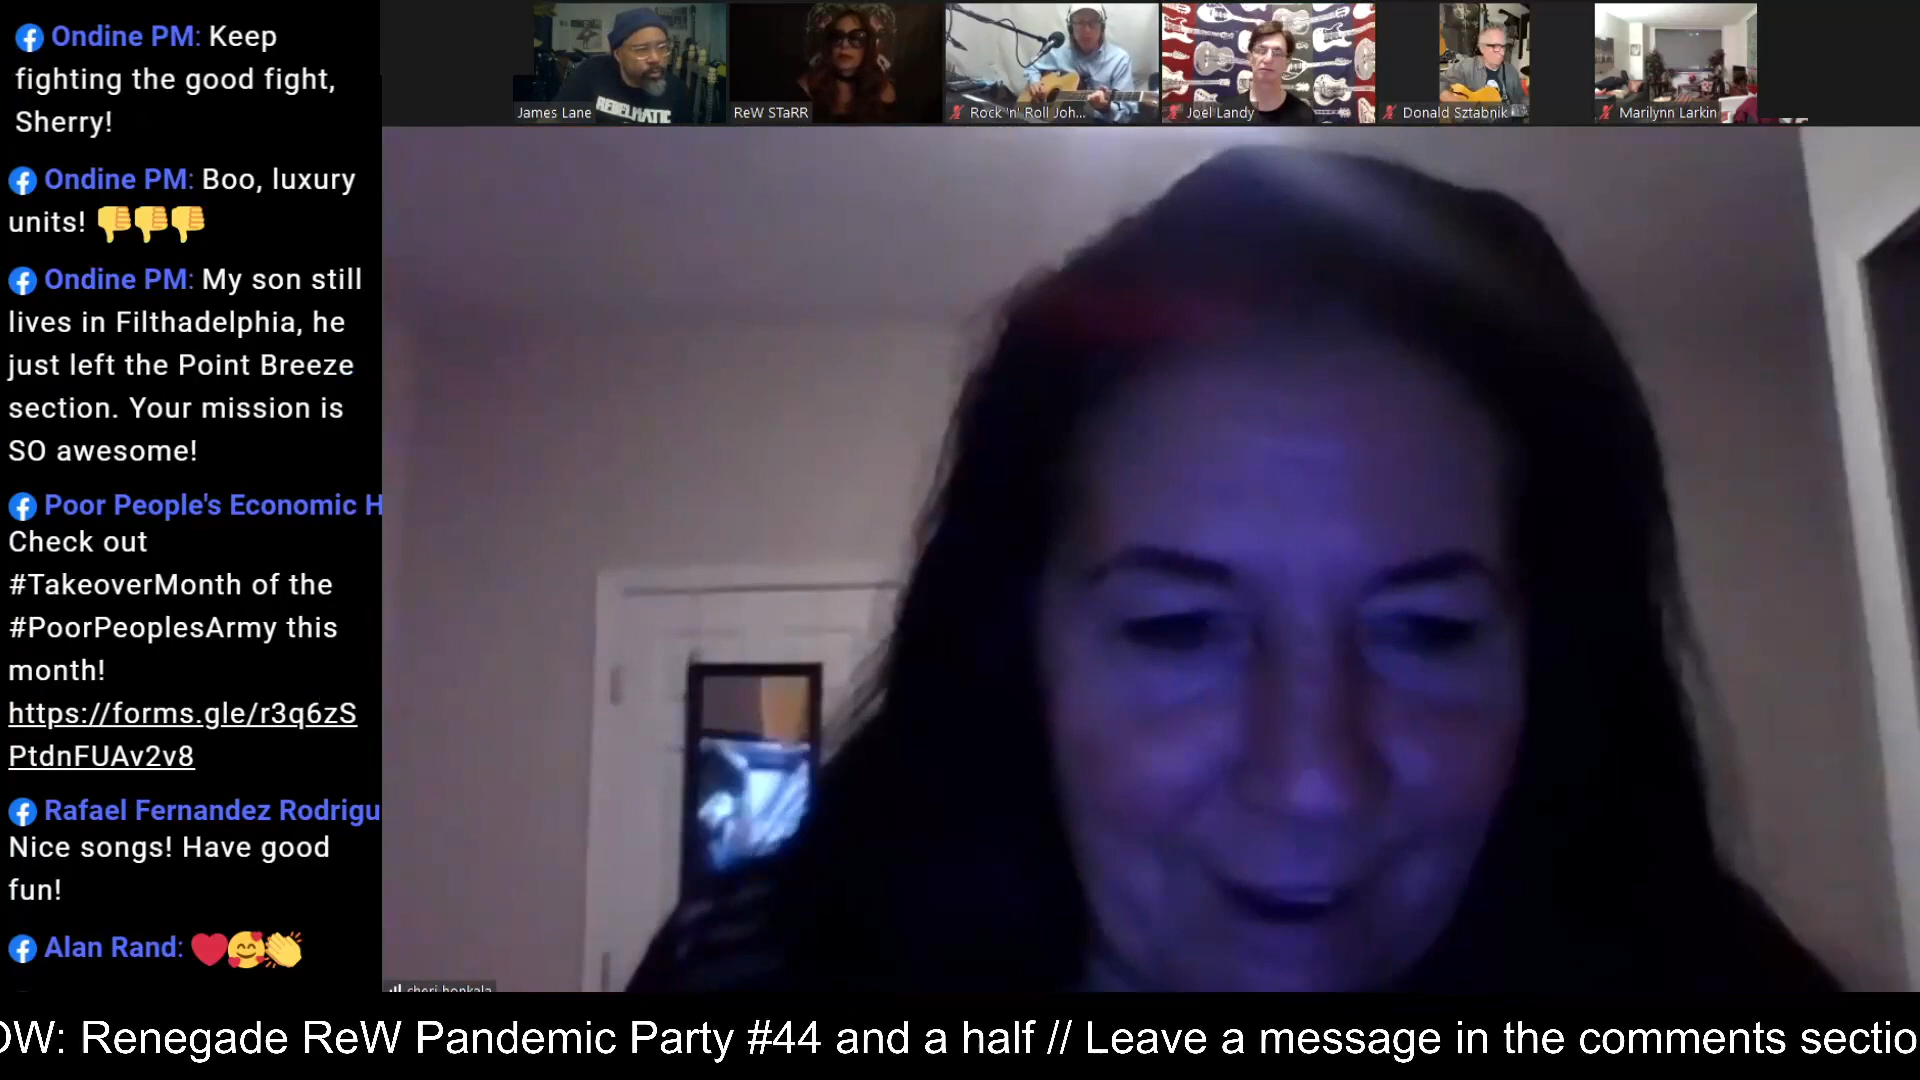 Ondine PM: Keep
fighting the good fight,
Sherry!
Ondine PM: Boo, luxury
units! 👎👎👎
Ondine PM: My son still
lives in Filthadelphia, he
just left the Point Breeze
section. Your mission is
SO awesome!
Poor People's Economic H
Check out
#TakeoverMonth of the
#PoorPeoplesArmy this
month!
https://forms.gle/r3q6zS
PtdnFUAv2v8
Rafael Fernandez Rodrigu
Nice songs! Have good
fun!
Alan Rand: ❤️🥰👏
James Lane
REBELMATIC
ReW STaRR
Rock 'n' Roll Joh...
Joel Landy
Donald Sztabnik
Marilynn Larkin
cheri honkala
OW: Renegade ReW Pandemic Party #44 and a half // Leave a message in the comments sectio